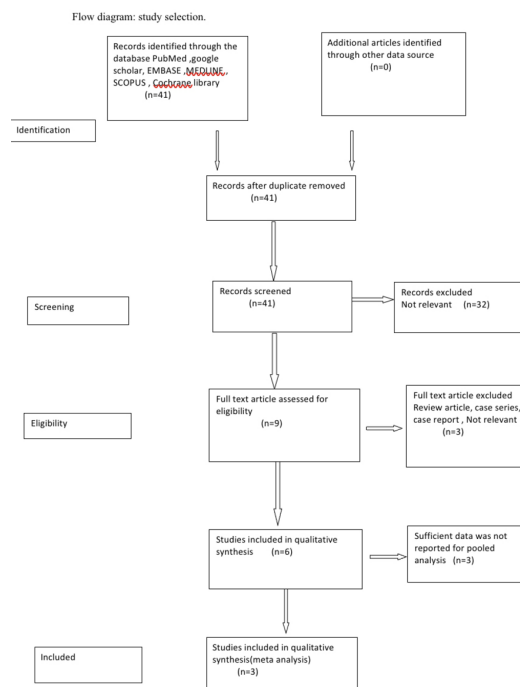 Flow diagram: study selection.
Records identified through the
database PubMed ,google
scholar, EMBASE ,MEDLINE,,
SCOPUS , Cochrane library
(n=41)
Additional articles identified
through other data source
(n=0)
Identification
Records after duplicate removed
(n=41)
Screening
Records screened
(n=41)
Records excluded
Not relevant (n=32)
Eligibility
Full text article assessed for
eligibility
(n=9)
Full text article excluded
Review article, case series,
case report , Not relevant
(n=3)
Studies included in qualitative
synthesis (n=6)
Sufficient data was not
reported for pooled
analysis (n=3)
Included
Studies included in qualitative
synthesis(meta analysis)
(n=3)